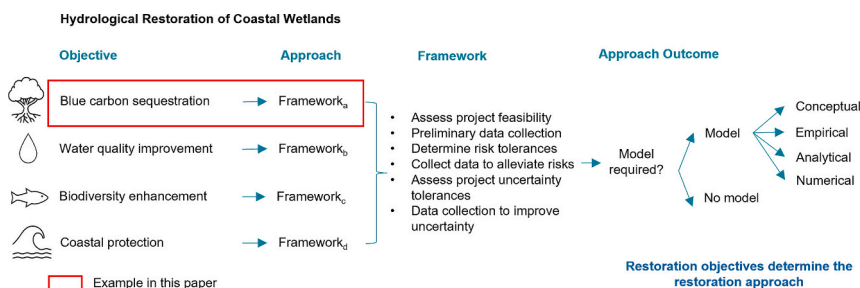 Hydrological Restoration of Coastal Wetlands
Objective
Approach
Framework
Approach Outcome
Blue carbon sequestration
Frameworka
Water quality improvement
Frameworkb
Biodiversity enhancement
Frameworkc
Coastal protection
Frameworkd
• Assess project feasibility
• Preliminary data collection
• Determine risk tolerances
• Collect data to alleviate risks
• Assess project uncertainty
tolerances
• Data collection to improve
uncertainty
Model
required?
Model
No model
Conceptual
Empirical
Analytical
Numerical
Example in this paper
Restoration objectives determine the
restoration approach